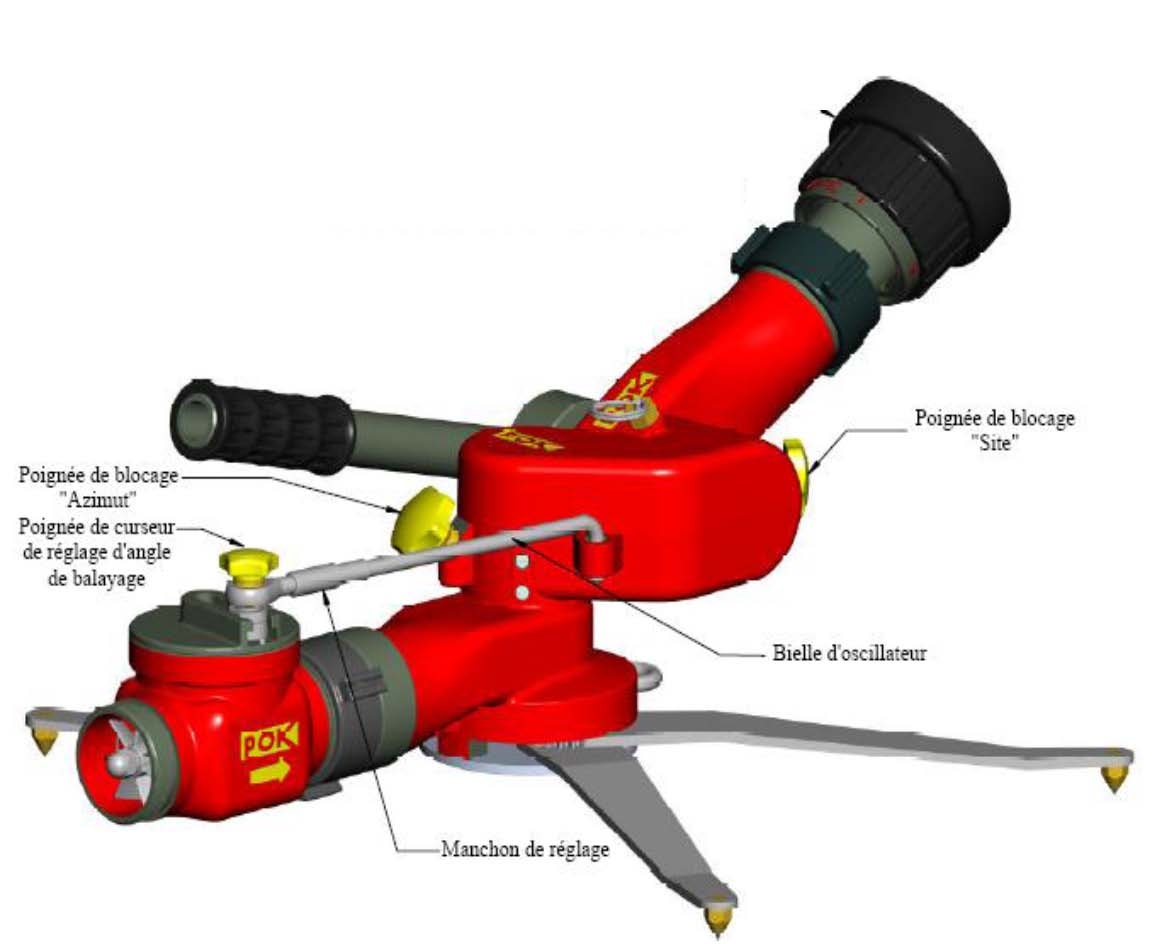 Poignée de blocage
"Site"
Poignée de blocage
"Azimut"
Poignée de curseur
de réglage d'angle
de balayage
Bielle d'oscillateur
POK
Manchon de réglage